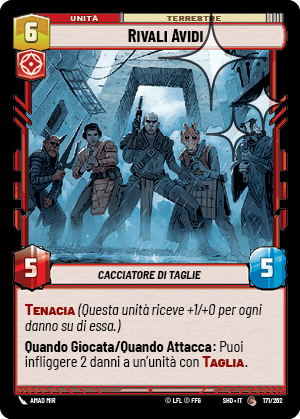 UNITÀ
TERRESTRE
6
RIVALI AVIDI
5
5
CACCIATORE DI TAGLIE
TENACIA (Questa unità riceve +1/+0 per ogni
danno su di essa.)
Quando Giocata/Quando Attacca: Puoi
infliggere 2 danni a un'unità con TAGLIA.
AMAD MIR
© LFL © FFG
SHD • IT
171/262